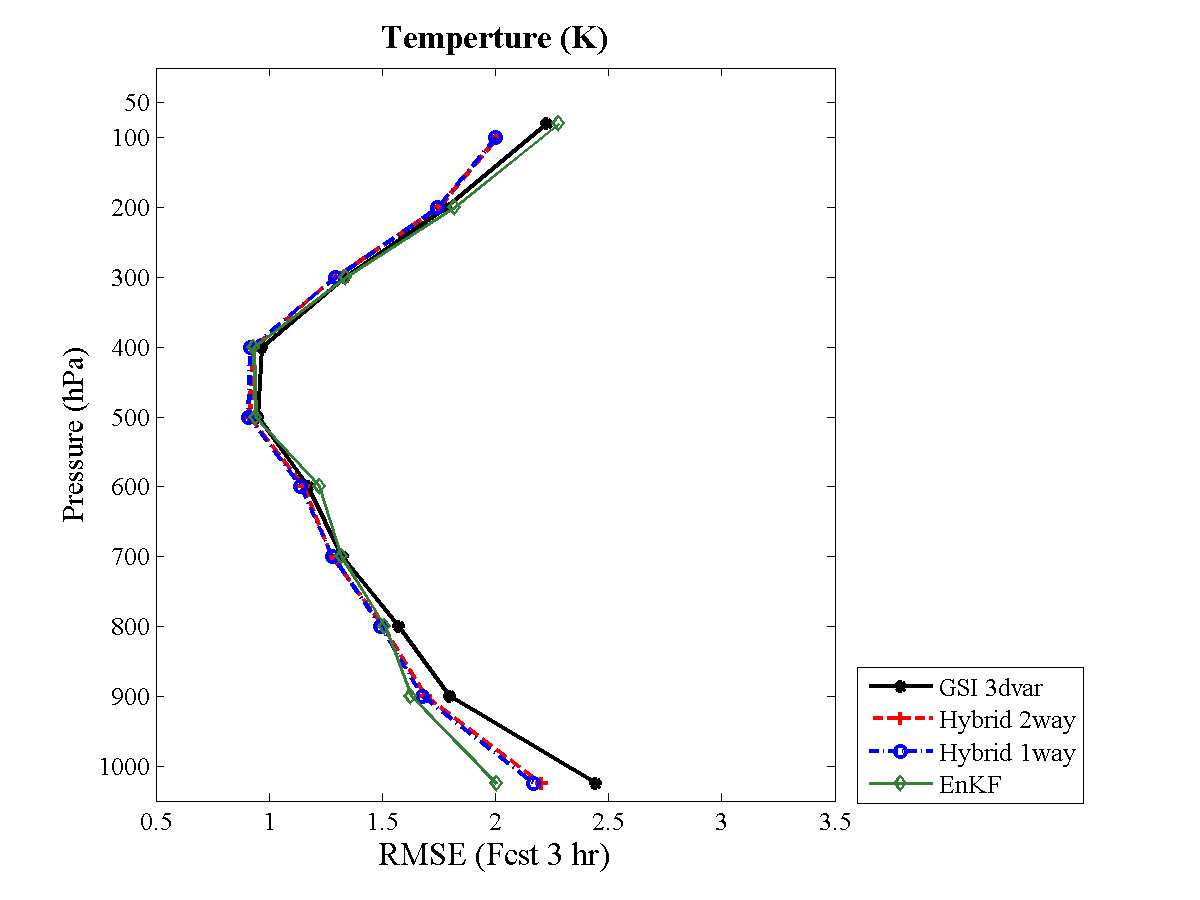 Temperture (K)
50
100
200
300
400
500
600
700
800
900
1000
Pressure (hPa)
0.5 1 1.5 2 2.5 3 3.5
RMSE (Fcst 3 hr)
GSI 3dvar
Hybrid 2way
Hybrid 1way
EnKF